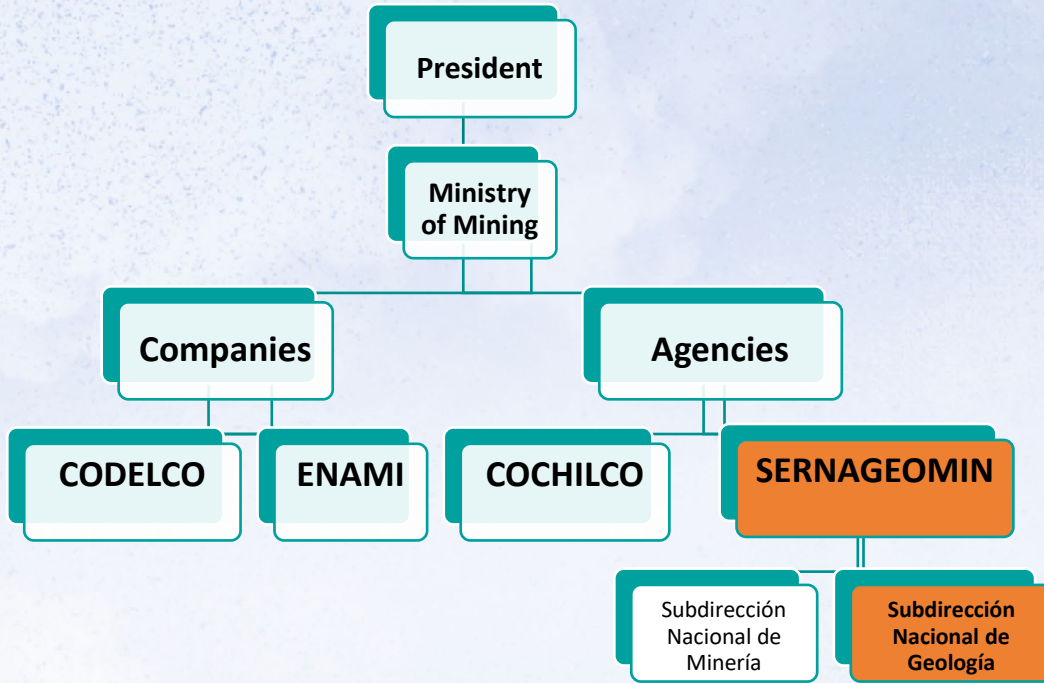 President
Ministry
of Mining
Companies
Agencies
CODELCO
ENAMI
COCHILCO
SERNAGEOMIN
Subdirección
Nacional de
Minería
Subdirección
Nacional de
Geología